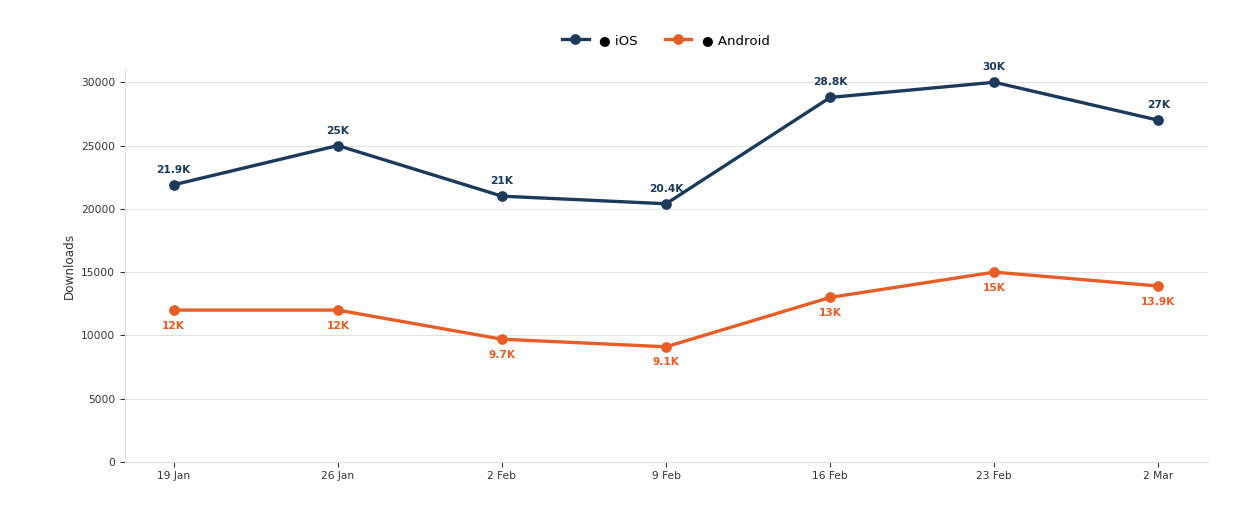 ● iOS ● Android
30K
28.8K
30000
27K
25K
25000
21.9K
21K
20.4K
20000
Downloads
15000
15K
13.9K
13K
12K
12K
10000
9.7K
9.1K
5000
0
19 Jan 26 Jan 2 Feb 9 Feb 16 Feb 23 Feb 2 Mar